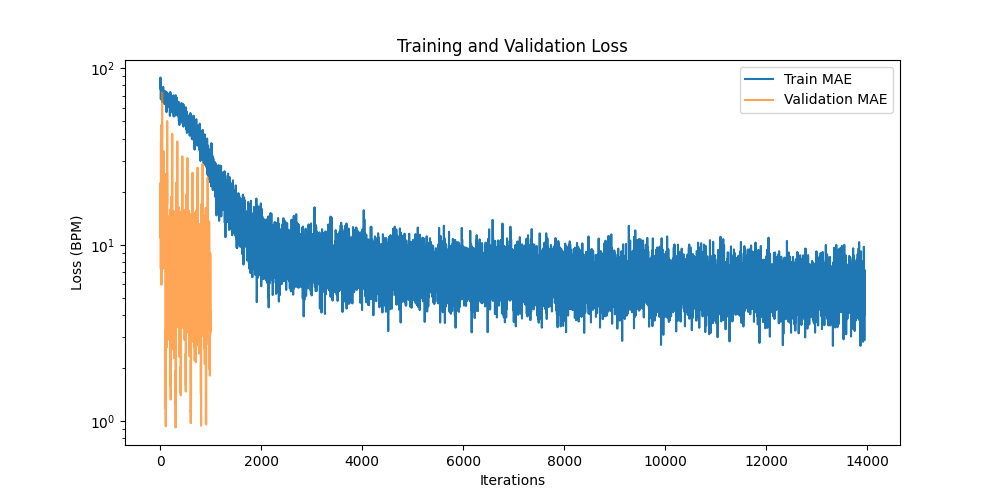 Training and Validation Loss
10²
Train MAE
Validation MAE
10¹
10⁰
Loss (BPM)
0 2000 4000 6000 8000 10000 12000 14000
Iterations